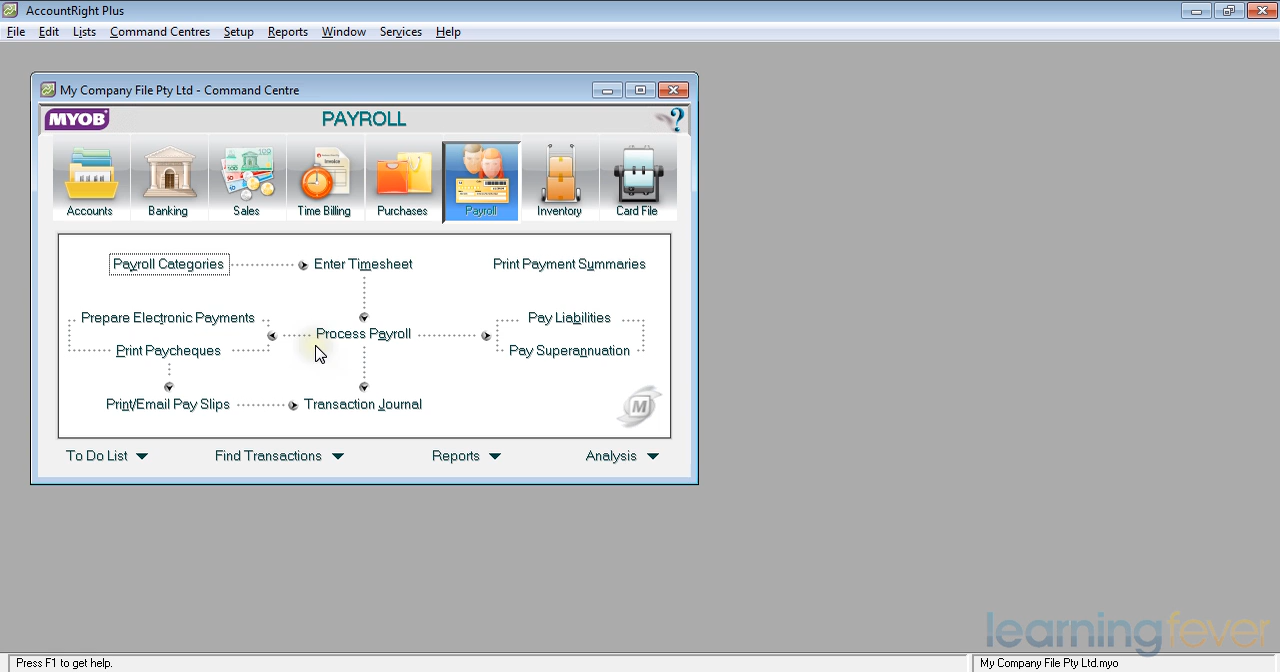 AccountRight Plus
File Edit Lists Command Centres Setup Reports Window Services Help
My Company File Pty Ltd - Command Centre
MYOB PAYROLL ?
Accounts Banking Sales Time Billing Purchases Payroll Inventory Card File
Payroll Categories Enter Timesheet Print Payment Summaries
Prepare Electronic Payments Pay Liabilities
Process Payroll
Print Paycheques Pay Superannuation
Print/Email Pay Slips Transaction Journal M
To Do List Find Transactions Reports Analysis
learningfever
Press F1 to get help. My Company File Pty Ltd.myo